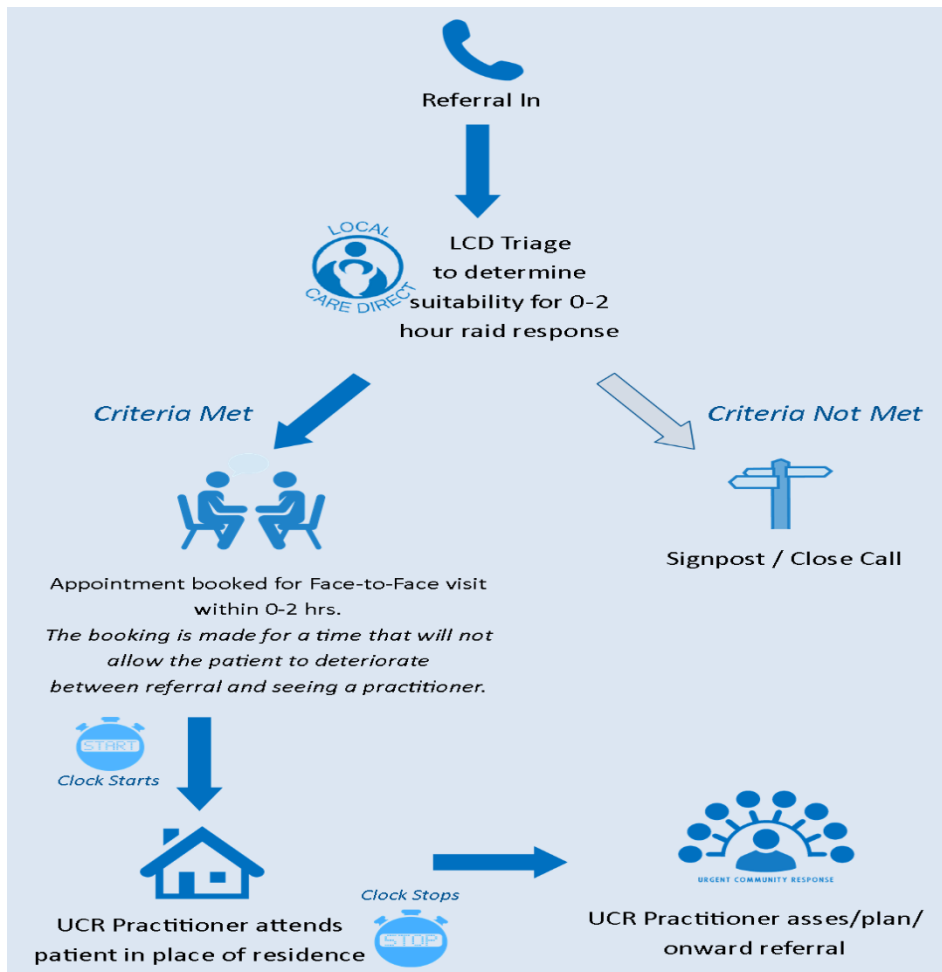 Referral In
LOCAL
CARE DIRECT
LCD Triage
to determine
suitability for 0-2
hour raid response
Criteria Met
Criteria Not Met
Appointment booked for Face-to-Face visit
within 0-2 hrs.
The booking is made for a time that will not
allow the patient to deteriorate
between referral and seeing a practitioner.
Signpost / Close Call
START
Clock Starts
UCR Practitioner attends
patient in place of residence
Clock Stops
STOP
URGENT COMMUNITY RESPONSE
UCR Practitioner asses/plan/
onward referral